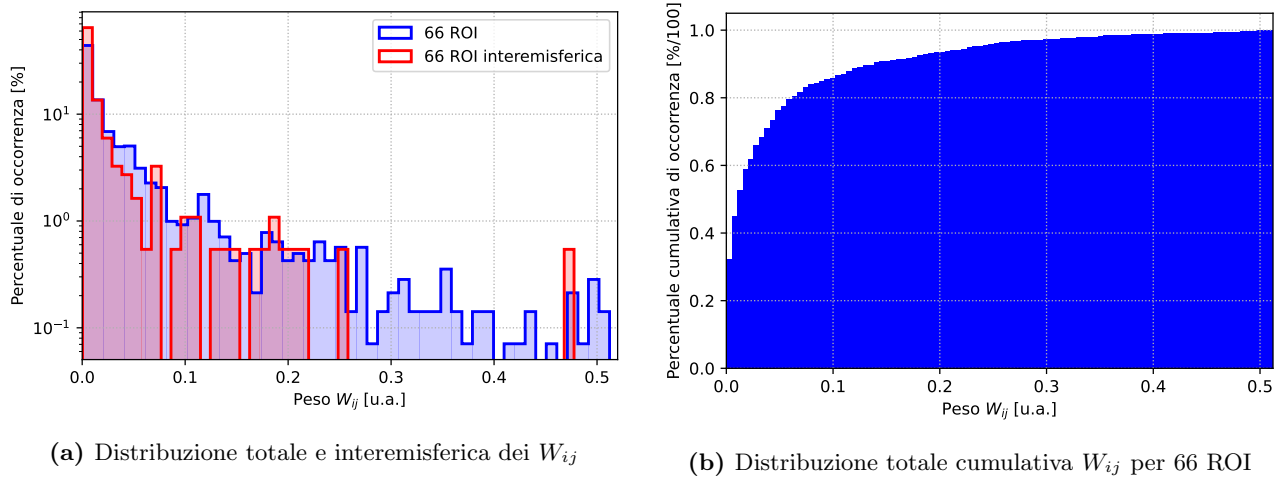 66 ROI
66 ROI interemisferica
Percentuale di occorrenza [%]
10¹
10⁰
10⁻¹
0.0 0.1 0.2 0.3 0.4 0.5
Peso W_ij [u.a.]
(a) Distribuzione totale e interemisferica dei W_ij
Percentuale cumulativa di occorrenza [%/100]
1.0
0.8
0.6
0.4
0.2
0.0
0.0 0.1 0.2 0.3 0.4 0.5
Peso W_ij [u.a.]
(b) Distribuzione totale cumulativa W_ij per 66 ROI